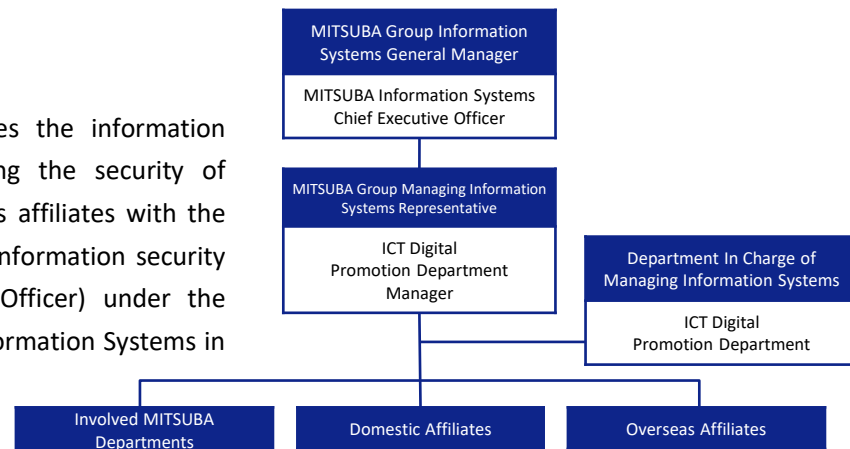 MITSUBA Group Information
Systems General Manager
MITSUBA Information Systems
Chief Executive Officer
es the information
ng the security of
s affiliates with the
nformation security
Officer) under the
ormation Systems in
MITSUBA Group Managing Information
Systems Representative
ICT Digital
Promotion Department
Manager
Department In Charge of
Managing Information Systems
ICT Digital
Promotion Department
Involved MITSUBA
Departments
Domestic Affiliates
Overseas Affiliates